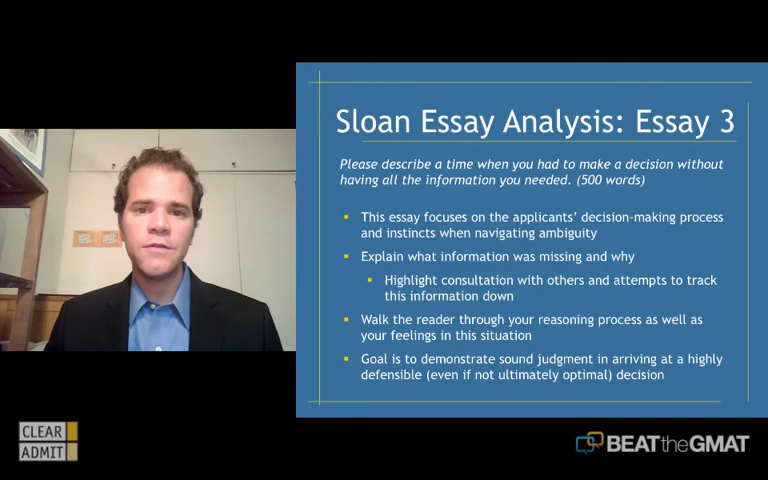 Sloan Essay Analysis: Essay 3
Please describe a time when you had to make a decision without
having all the information you needed. (500 words)
This essay focuses on the applicants' decision-making process
and instincts when navigating ambiguity
Explain what information was missing and why
Highlight consultation with others and attempts to track
this information down
Walk the reader through your reasoning process as well as
your feelings in this situation
Goal is to demonstrate sound judgment in arriving at a highly
defensible (even if not ultimately optimal) decision
CLEAR
ADMIT
BEATtheGMAT